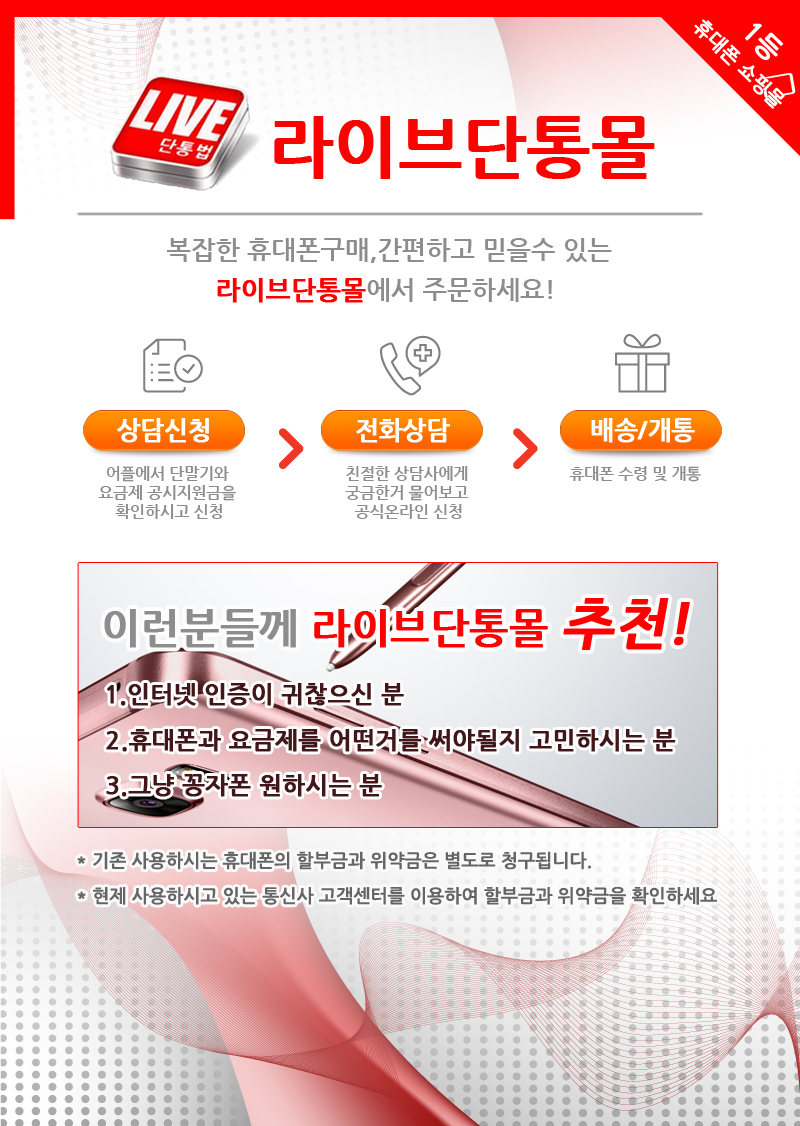 1등
휴대폰 쇼핑몰
LIVE
단통법
라이브단통몰
복잡한 휴대폰구매,간편하고 믿을수 있는
라이브단통몰에서 주문하세요!
상담신청
어플에서 단말기와
요금제 공시지원금을
확인하시고 신청
전화상담
친절한 상담사에게
궁금한거 물어보고
공식온라인 신청
배송/개통
휴대폰 수령 및 개통
이런분들께 라이브단통몰 추천!
1.인터넷 인증이 귀찮으신 분
2.휴대폰과 요금제를 어떤거를 써야될지 고민하시는 분
3.그냥 꽁자폰 원하시는 분
* 기존 사용하시는 휴대폰의 할부금과 위약금은 별도로 청구됩니다.
* 현제 사용하시고 있는 통신사 고객센터를 이용하여 할부금과 위약금을 확인하세요